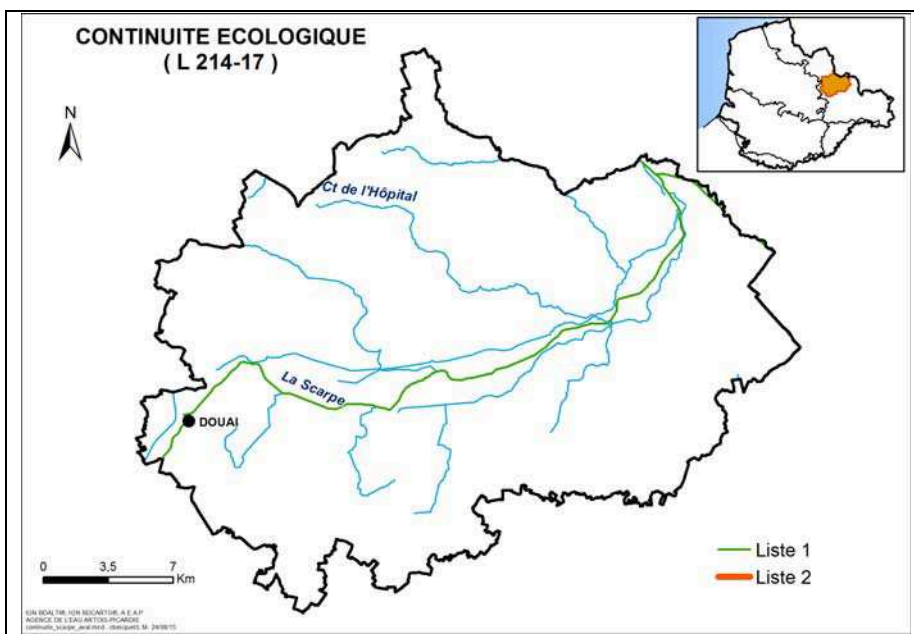 CONTINUITE ECOLOGIQUE
( L 214-17 )
N
Ct de l'Hôpital
La Scarpe
DOUAI
0 3,5 7
Km
Liste 1
Liste 2
AGENCE DE L'EAU ARTOIS-PICARDIE